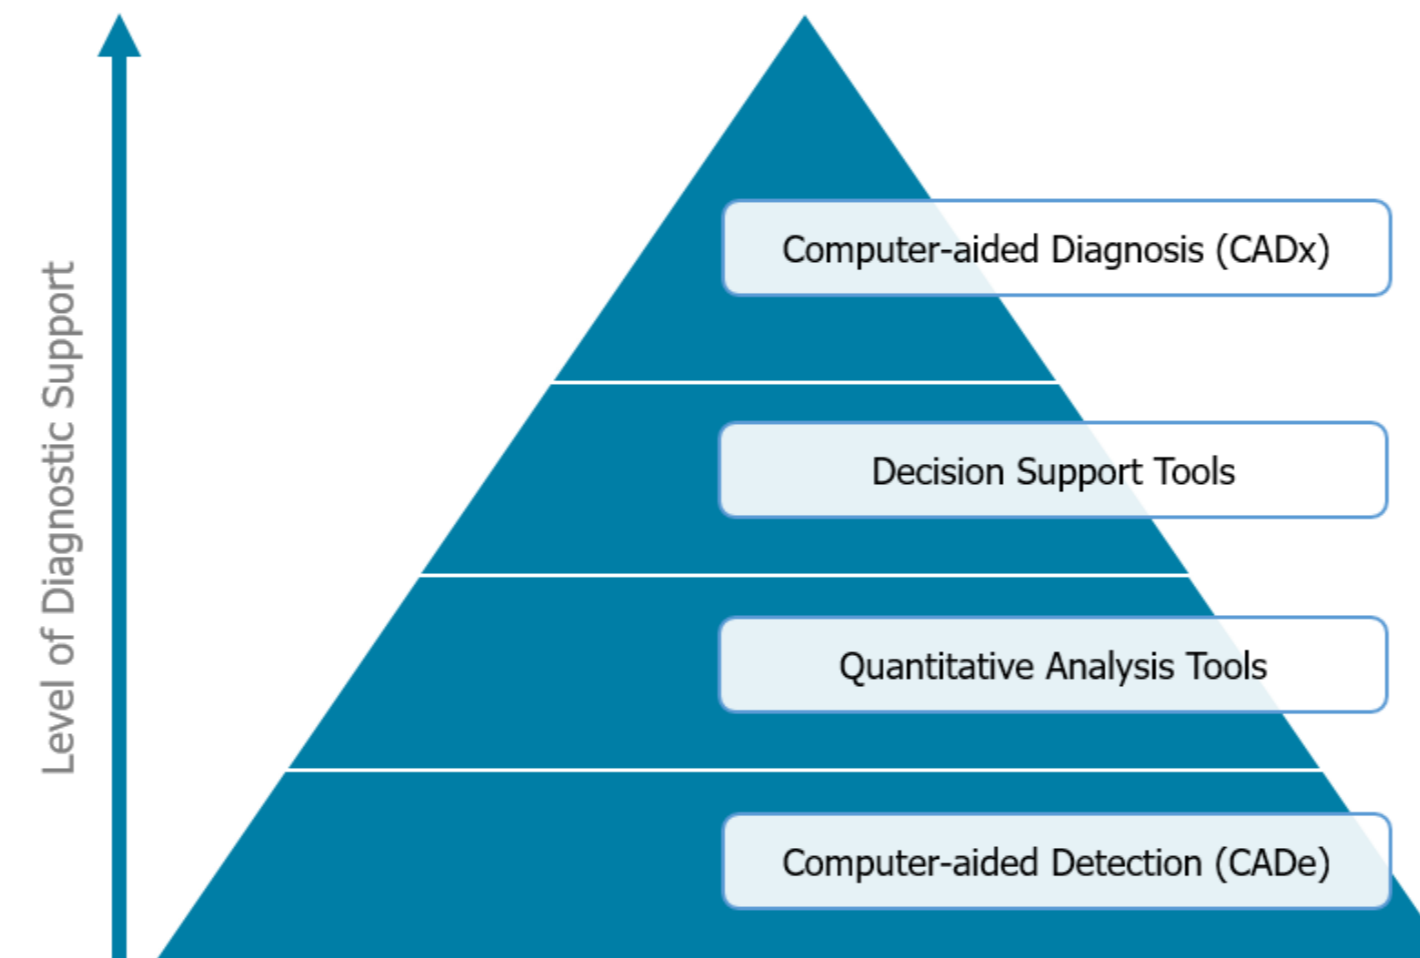 Level of Diagnostic Support
Computer-aided Diagnosis (CADx)
Decision Support Tools
Quantitative Analysis Tools
Computer-aided Detection (CADe)